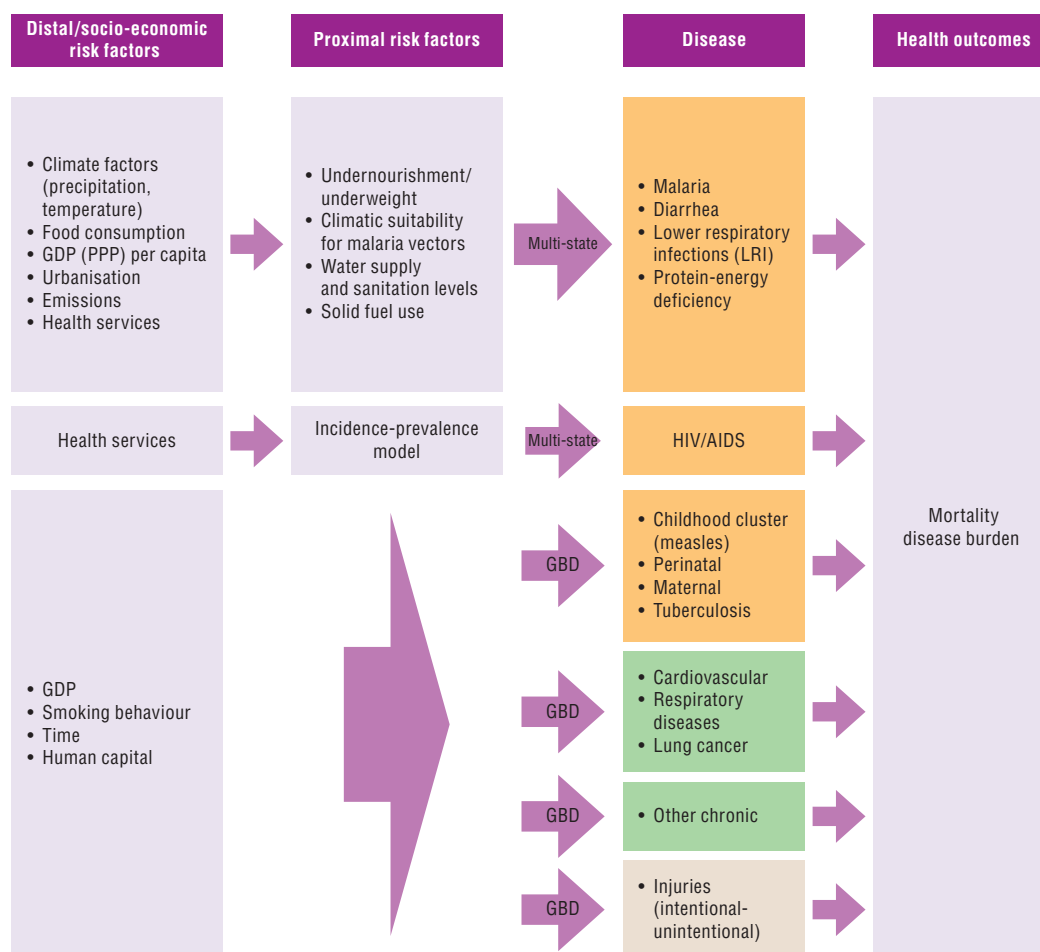 Distal/socio-economic
risk factors
Proximal risk factors
Disease
Health outcomes
• Climate factors
(precipitation,
temperature)
• Food consumption
• GDP (PPP) per capita
• Urbanisation
• Emissions
• Health services
• Undernourishment/
underweight
• Climatic suitability
for malaria vectors
• Water supply
and sanitation levels
• Solid fuel use
Multi-state
• Malaria
• Diarrhea
• Lower respiratory
infections (LRI)
• Protein-energy
deficiency
Health services
Incidence-prevalence
model
Multi-state
HIV/AIDS
• GDP
• Smoking behaviour
• Time
• Human capital
GBD
• Childhood cluster
(measles)
• Perinatal
• Maternal
• Tuberculosis
GBD
• Cardiovascular
• Respiratory
diseases
• Lung cancer
GBD
• Other chronic
GBD
• Injuries
(intentional-
unintentional)
Mortality
disease burden